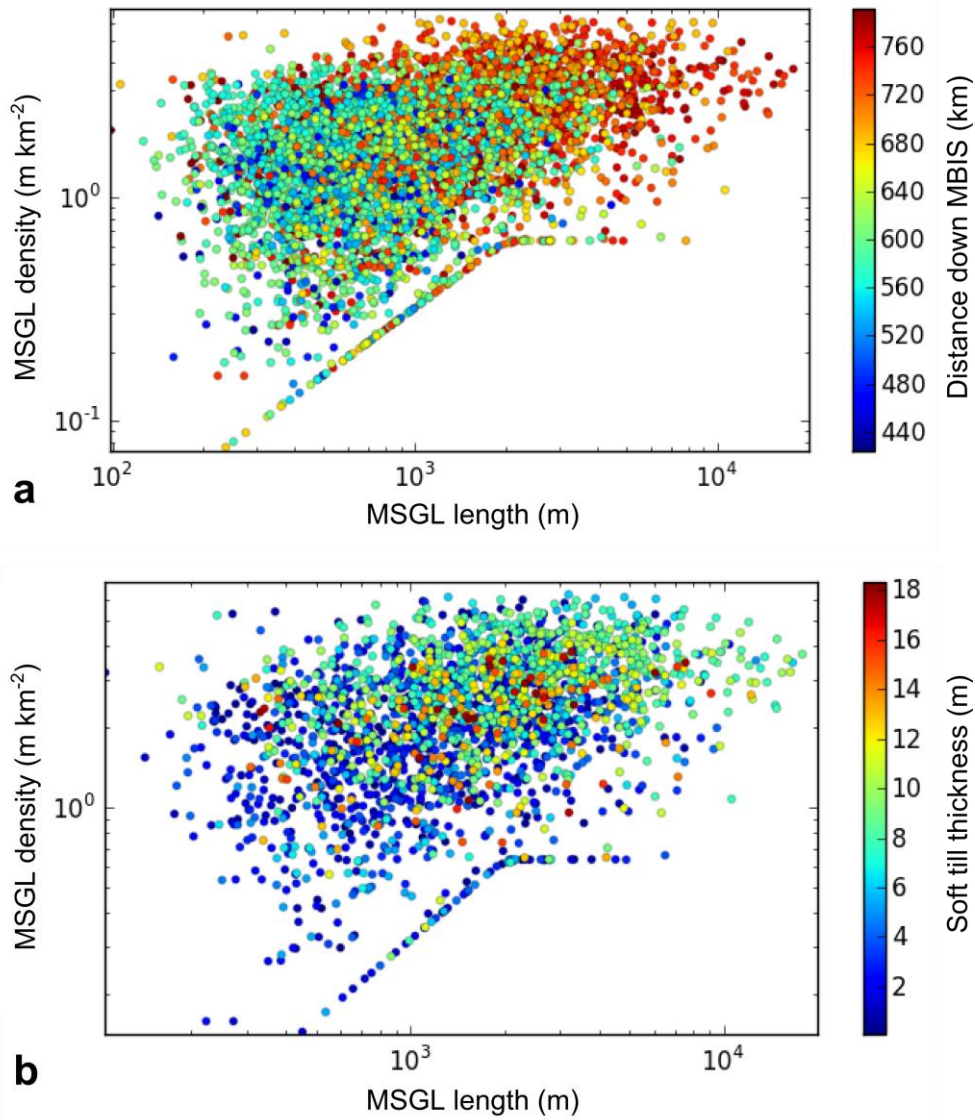 MSGL density (m km⁻²)
10⁰
10⁻¹
10² 10³ 10⁴
MSGL length (m)
a
760
720
680
640
600
560
520
480
440
Distance down MBIS (km)
MSGL density (m km⁻²)
10⁰
10³ 10⁴
MSGL length (m)
b
18
16
14
12
10
8
6
4
2
Soft till thickness (m)